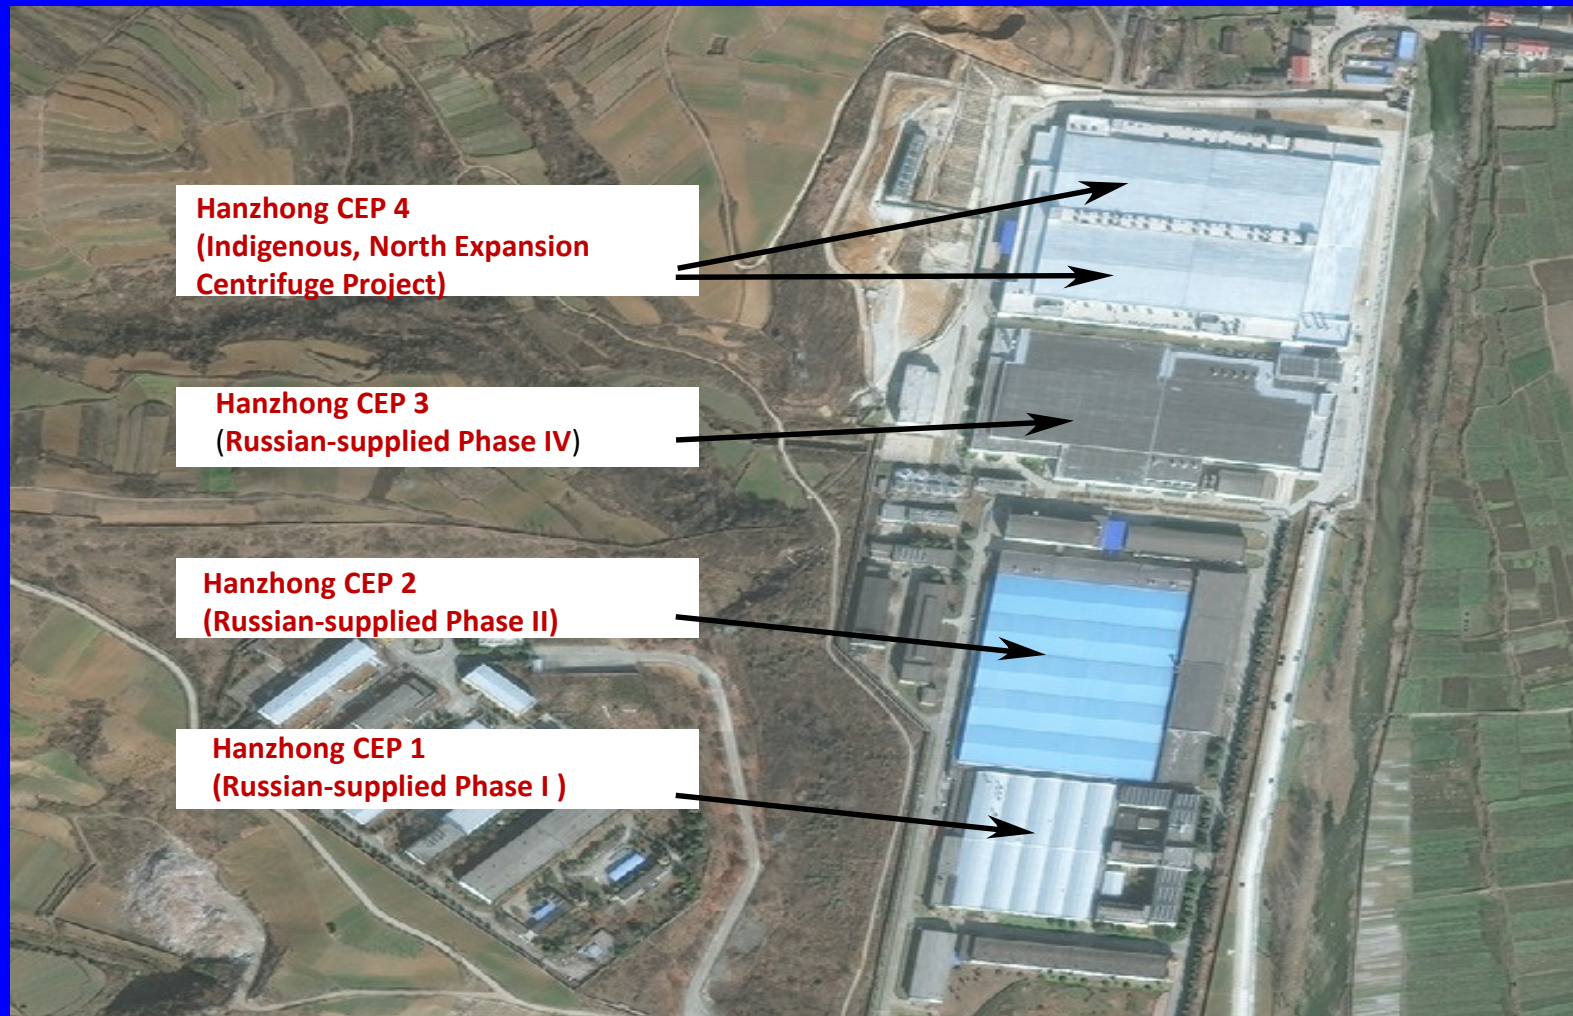 Hanzhong CEP 4
(Indigenous, North Expansion
Centrifuge Project)
Hanzhong CEP 3
(Russian-supplied Phase IV)
Hanzhong CEP 2
(Russian-supplied Phase II)
Hanzhong CEP 1
(Russian-supplied Phase I )